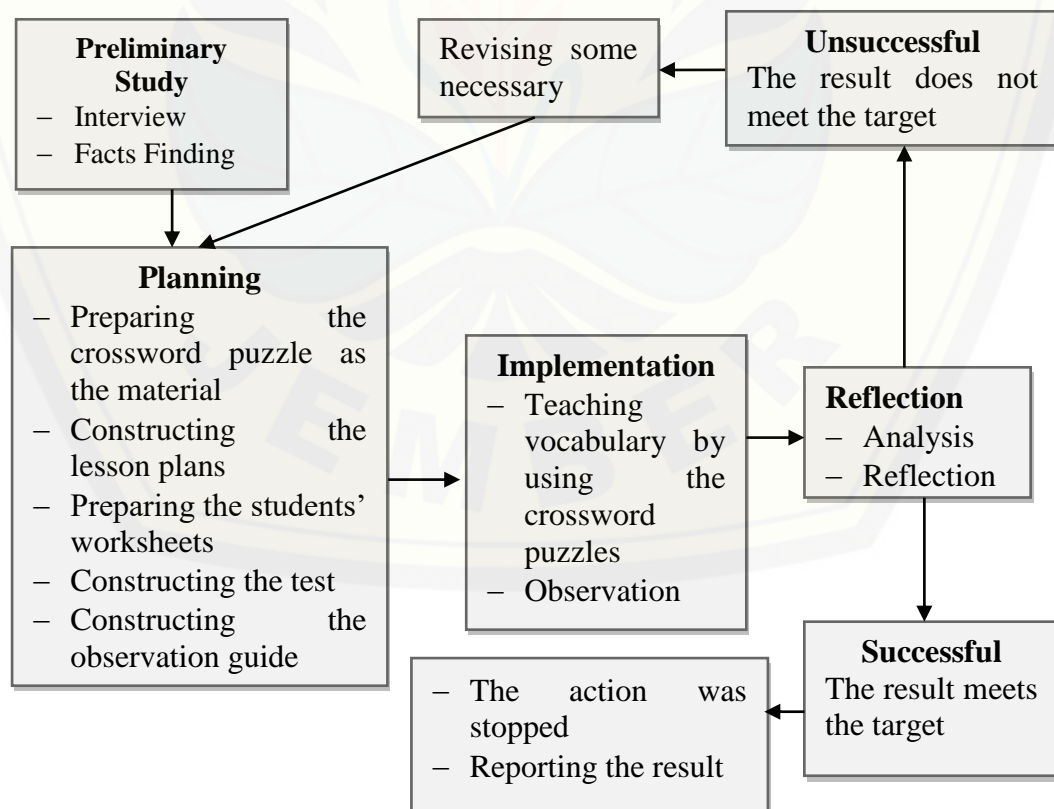 Preliminary
Study
– Interview
– Facts Finding
Revising some
necessary
Unsuccessful
The result does not
meet the target
Planning
– Preparing the
crossword puzzle as
the material
– Constructing the
lesson plans
– Preparing the students’
worksheets
– Constructing the test
– Constructing the
observation guide
Implementation
– Teaching
vocabulary by
using the
crossword
puzzles
– Observation
Reflection
– Analysis
– Reflection
Successful
The result meets
the target
– The action was
stopped
– Reporting the result
JEMBER